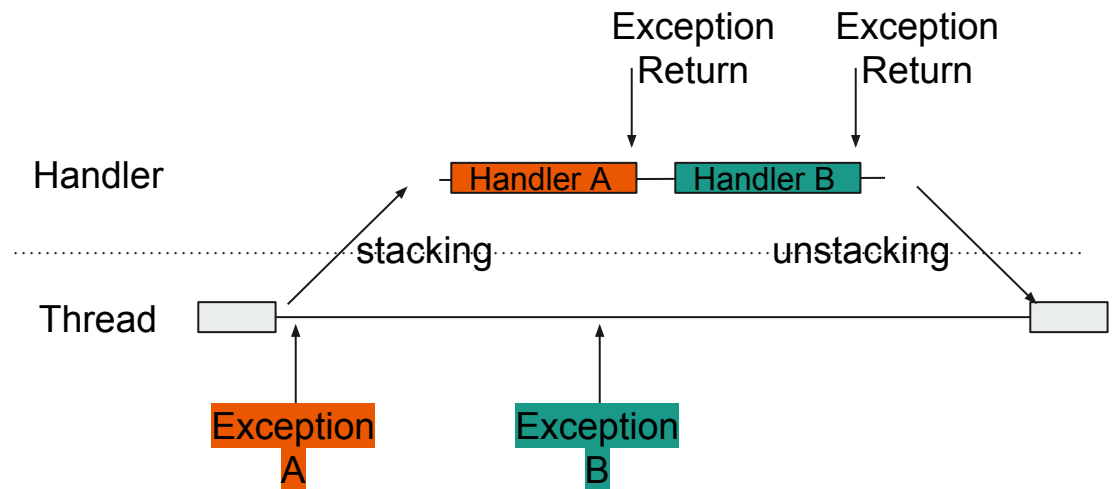 Exception
Return
Exception
Return
Handler
Handler A
Handler B
stacking
unstacking
Thread
Exception
A
Exception
B